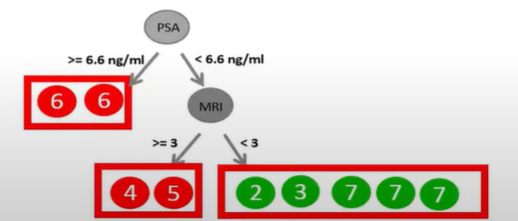 PSA
>= 6.6 ng/ml
< 6.6 ng/ml
6 6
MRI
>= 3
< 3
4 5
2 3 7 7 7